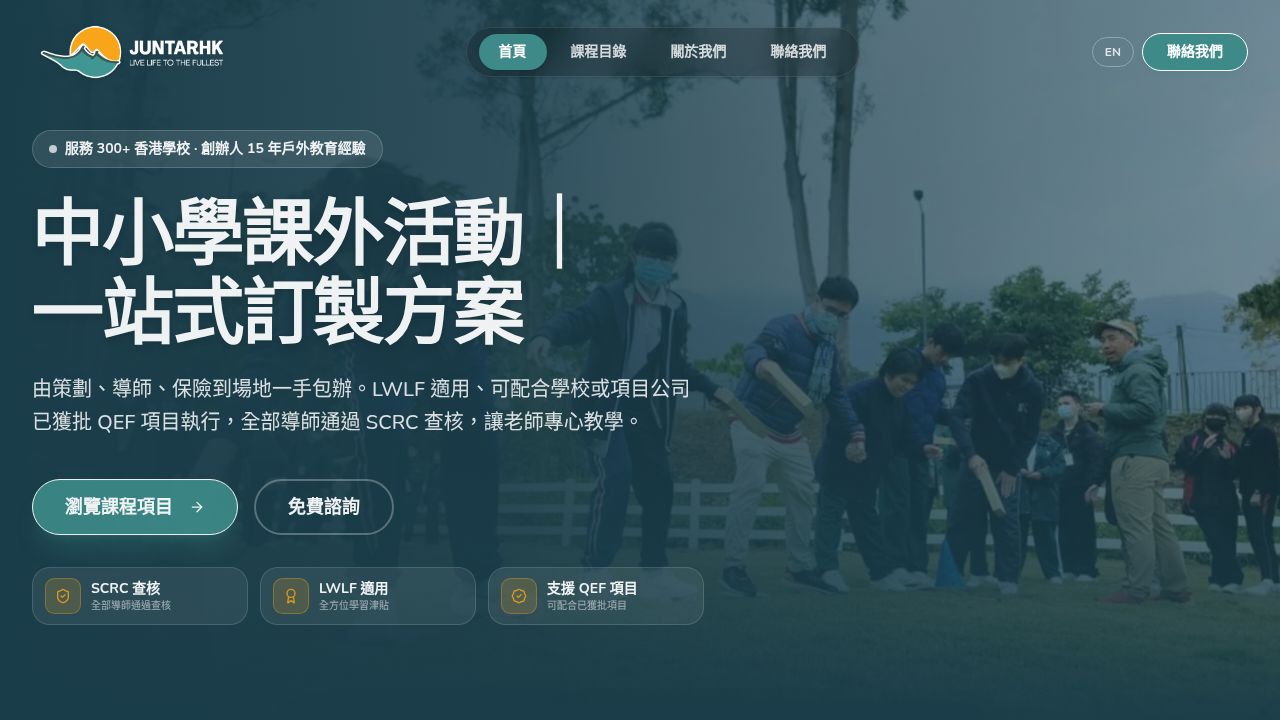 JUNTARHK
LIVE LIFE TO THE FULLEST
首頁
課程目錄
關於我們
聯絡我們
EN
聯絡我們
服務 300+ 香港學校 · 創辦人 15 年戶外教育經驗
中小學課外活動｜
一站式訂製方案
由策劃、導師、保險到場地一手包辦。LWLF 適用、可配合學校或項目公司
已獲批 QEF 項目執行，全部導師通過 SCRC 查核，讓老師專心教學。
瀏覽課程項目 →
免費諮詢
SCRC 查核
全部導師通過查核
LWLF 適用
全方位學習津貼
支援 QEF 項目
可配合已獲批項目